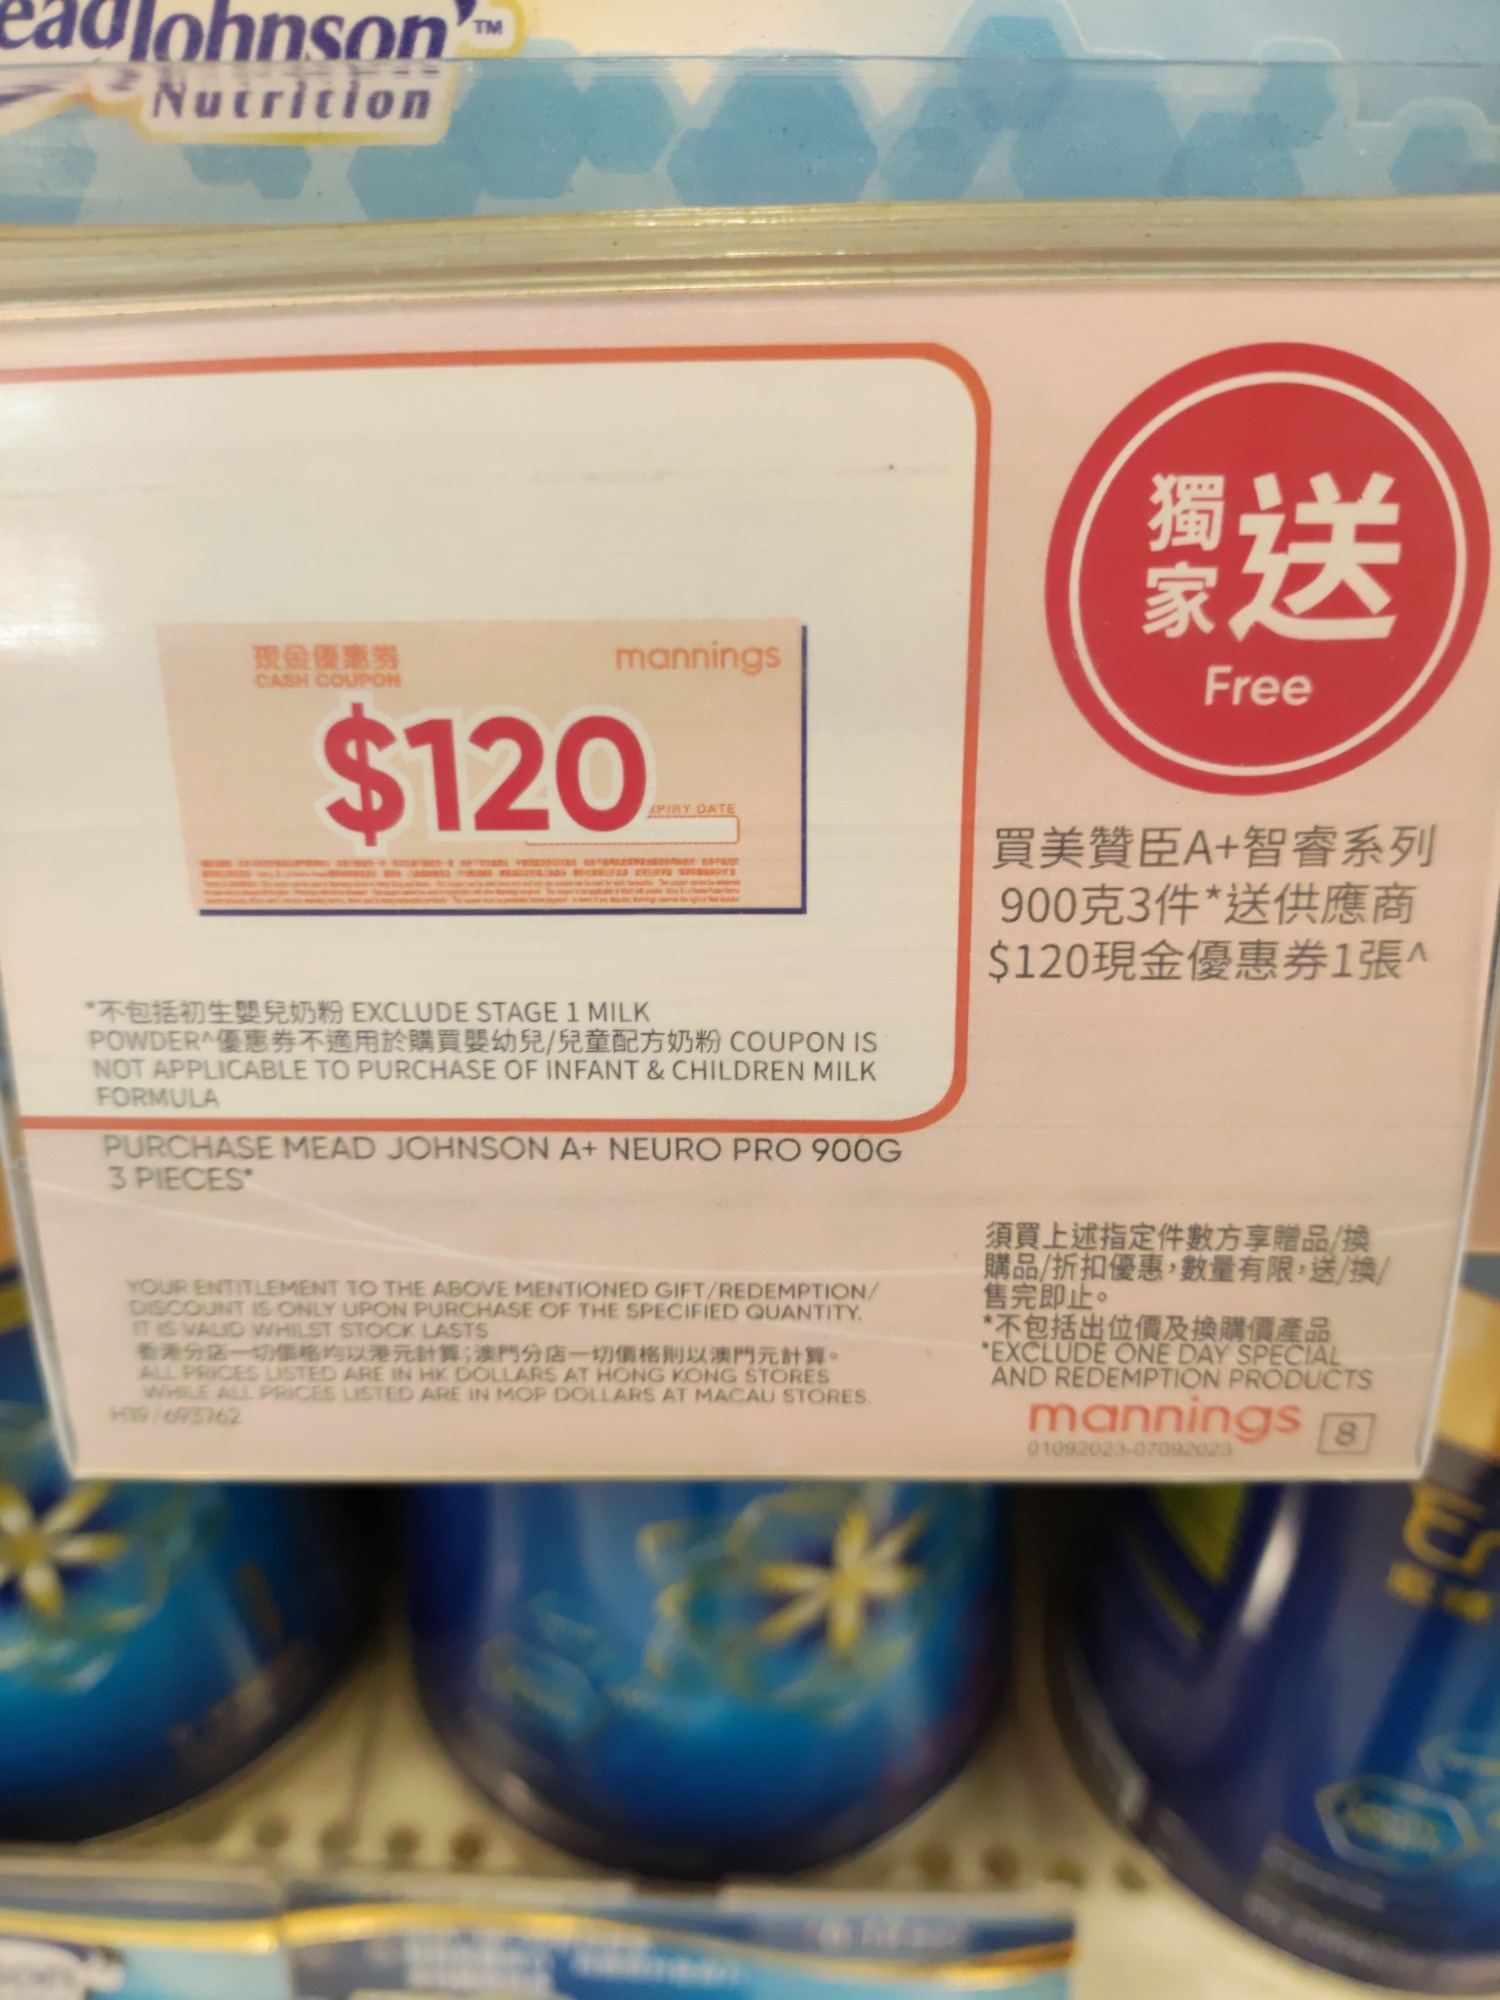 eadJohnson™
Nutrition
獨家送
Free
現金優惠券
mannings
CASH COUPON
$120
EXPIRY DATE
買美贊臣A+智睿系列
900克3件*送供應商
$120現金優惠券1張^
*不包括初生嬰兒奶粉 EXCLUDE STAGE 1 MILK
POWDER^優惠券不適用於購買嬰幼兒/兒童配方奶粉 COUPON IS
NOT APPLICABLE TO PURCHASE OF INFANT & CHILDREN MILK
FORMULA
PURCHASE MEAD JOHNSON A+ NEURO PRO 900G
3 PIECES*
YOUR ENTITLEMENT TO THE ABOVE MENTIONED GIFT/REDEMPTION/
DISCOUNT IS ONLY UPON PURCHASE OF THE SPECIFIED QUANTITY.
IT IS VALID WHILST STOCK LASTS
香港分店一切價格均以港元計算;澳門分店一切價格則以澳門元計算。
ALL PRICES LISTED ARE IN HK DOLLARS AT HONG KONG STORES
WHILE ALL PRICES LISTED ARE IN MOP DOLLARS AT MACAU STORES.
H19/693762
須買上述指定件數方享贈品/換
購品/折扣優惠,數量有限,送/換/
售完即止。
*不包括出位價及換購價產品
*EXCLUDE ONE DAY SPECIAL
AND REDEMPTION PRODUCTS
mannings 8
01092023-07092023